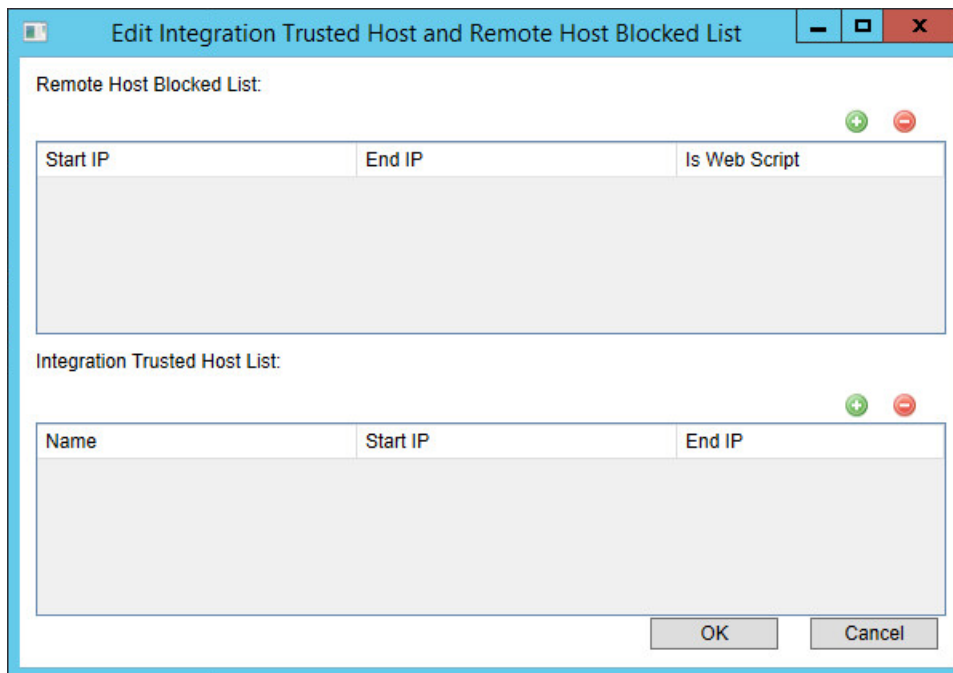 Edit Integration Trusted Host and Remote Host Blocked List
Remote Host Blocked List:
Start IP End IP Is Web Script
Integration Trusted Host List:
Name Start IP End IP
OK Cancel